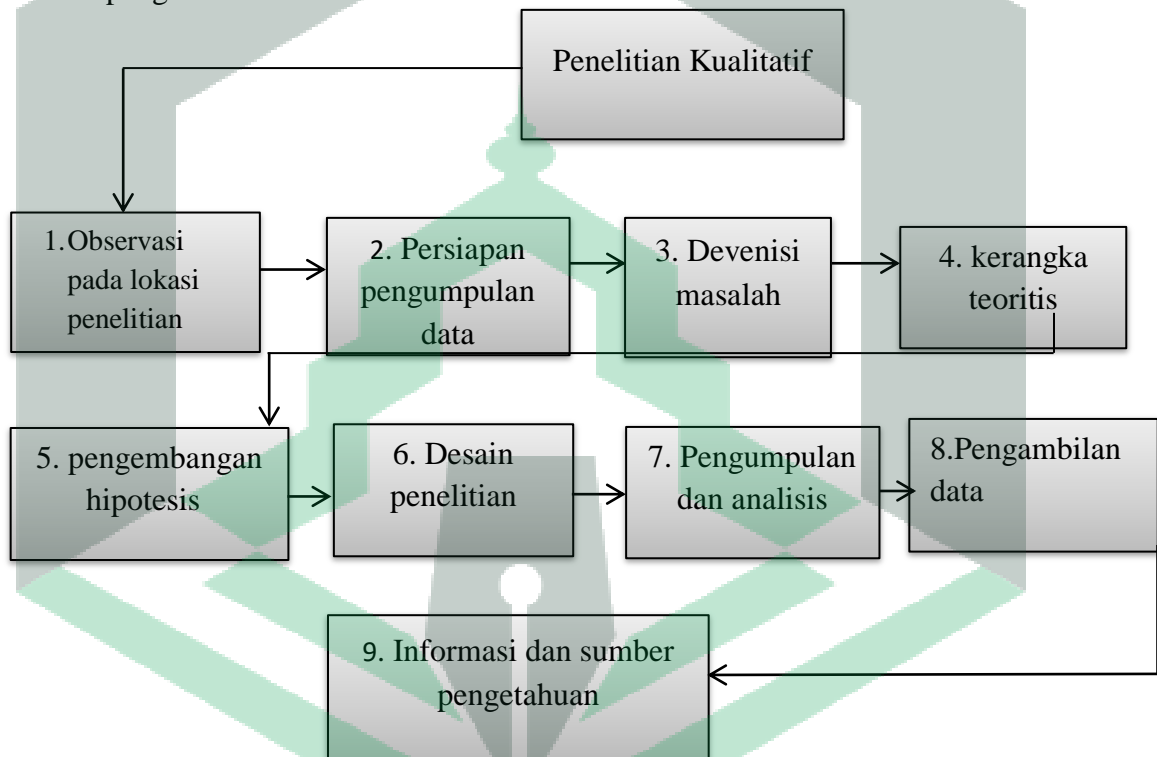 Penelitian Kualitatif
1.Observasi
pada lokasi
penelitian
2. Persiapan
pengumpulan
data
3. Devenisi
masalah
4. kerangka
teoritis
5. pengembangan
hipotesis
6. Desain
penelitian
7. Pengumpulan
dan analisis
8.Pengambilan
data
9. Informasi dan sumber
pengetahuan